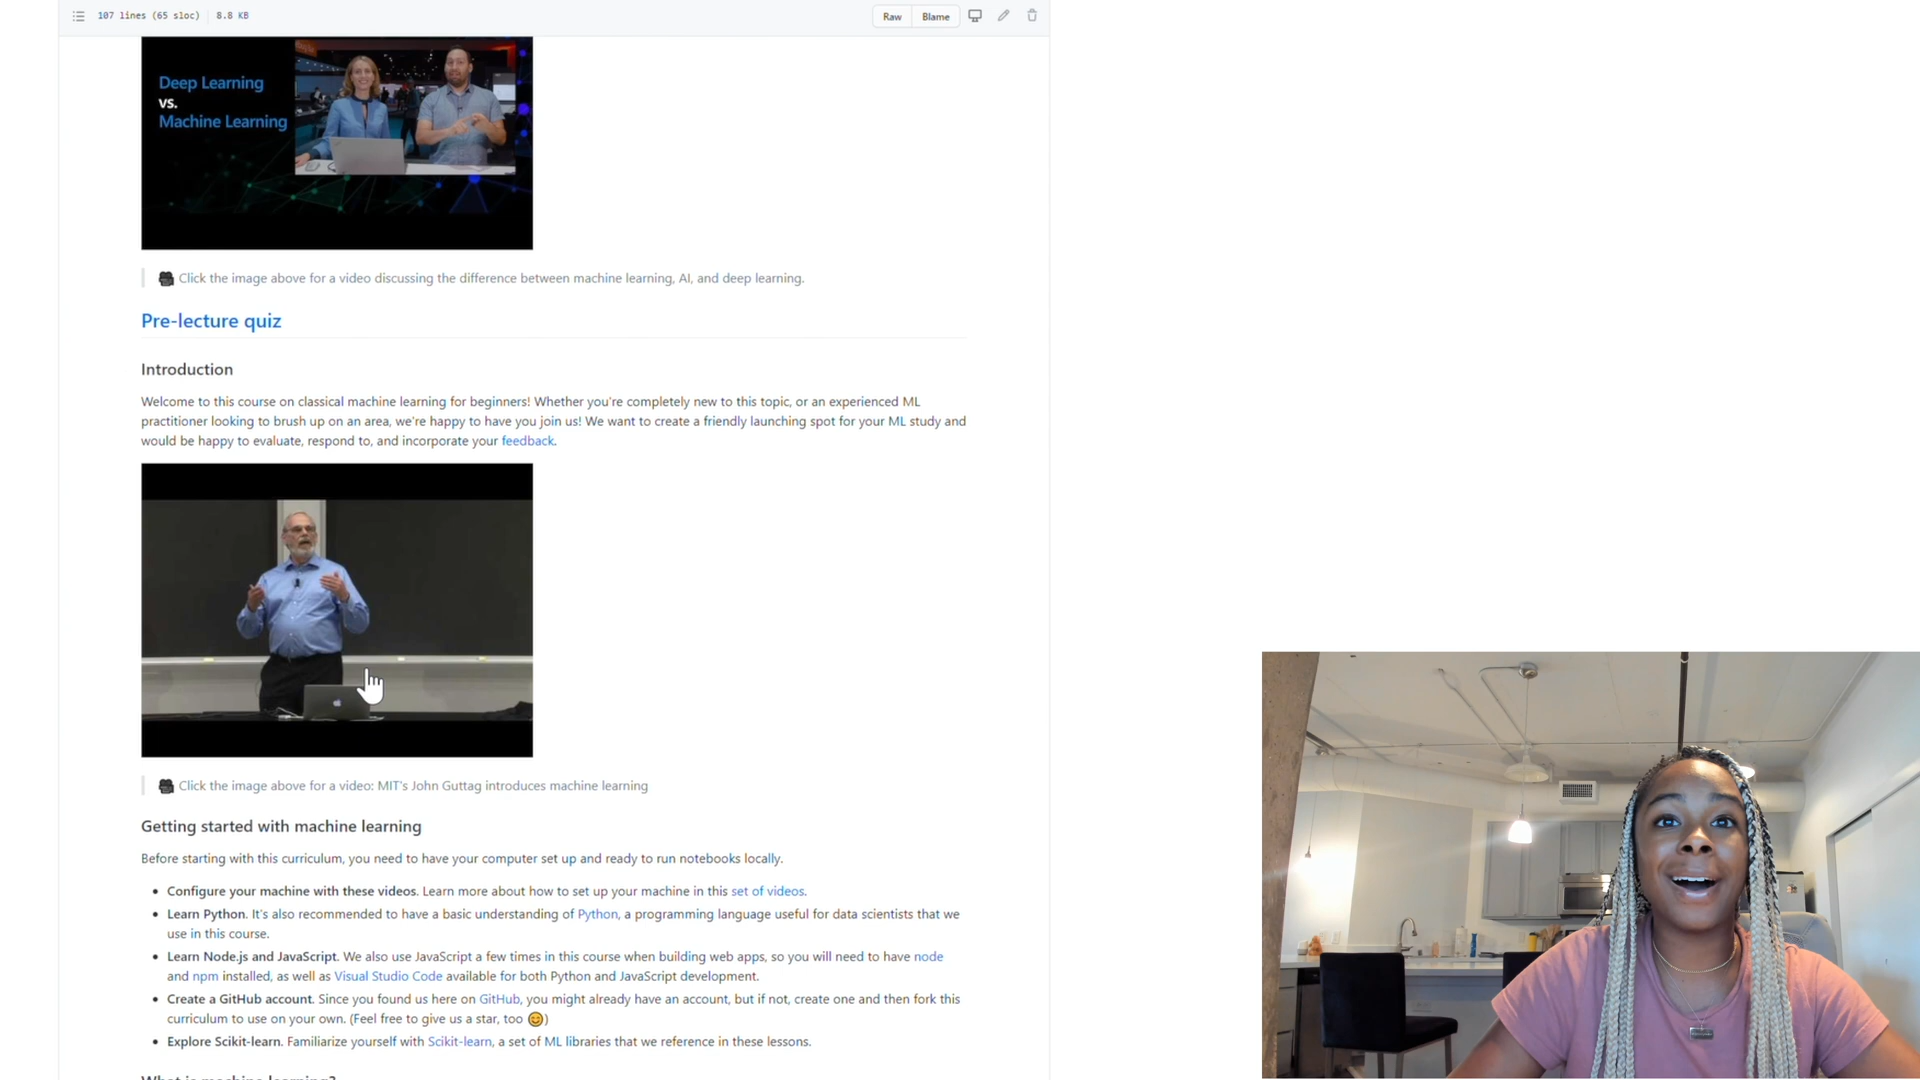 107 lines (65 sloc) 8.8 KB
Raw Blame
Deep Learning
vs.
Machine Learning
Click the image above for a video discussing the difference between machine learning, AI, and deep learning.
Pre-lecture quiz
Introduction
Welcome to this course on classical machine learning for beginners! Whether you're completely new to this topic, or an experienced ML
practitioner looking to brush up on an area, we're happy to have you join us! We want to create a friendly launching spot for your ML study and
would be happy to evaluate, respond to, and incorporate your feedback.
Click the image above for a video: MIT's John Guttag introduces machine learning
Getting started with machine learning
Before starting with this curriculum, you need to have your computer set up and ready to run notebooks locally.
• Configure your machine with these videos. Learn more about how to set up your machine in this set of videos.
• Learn Python. It's also recommended to have a basic understanding of Python, a programming language useful for data scientists that we
use in this course.
• Learn Node.js and JavaScript. We also use JavaScript a few times in this course when building web apps, so you will need to have node
and npm installed, as well as Visual Studio Code available for both Python and JavaScript development.
• Create a GitHub account. Since you found us here on GitHub, you might already have an account, but if not, create one and then fork this
curriculum to use on your own. (Feel free to give us a star, too 😊)
• Explore Scikit-learn. Familiarize yourself with Scikit-learn, a set of ML libraries that we reference in these lessons.
What is machine learning?